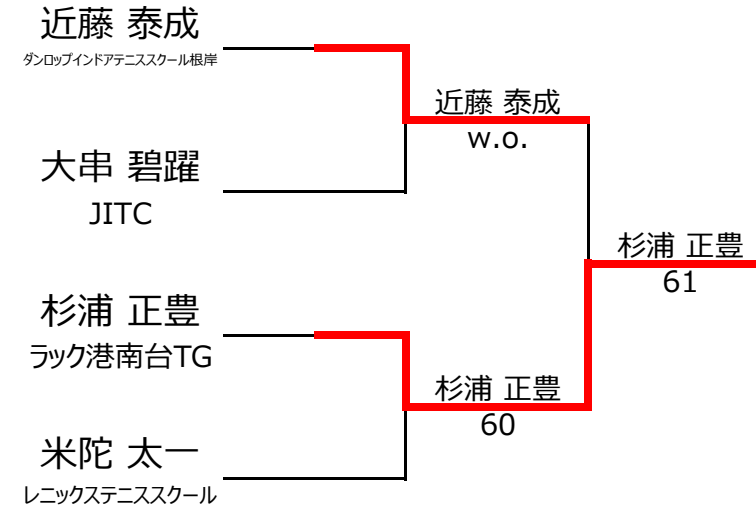 近藤 泰成
ダンロップインドアテニススクール根岸
近藤 泰成
w.o.
大串 碧躍
JITC
杉浦 正豊
61
杉浦 正豊
ラック港南台TG
杉浦 正豊
60
米陀 太一
レニックステニススクール